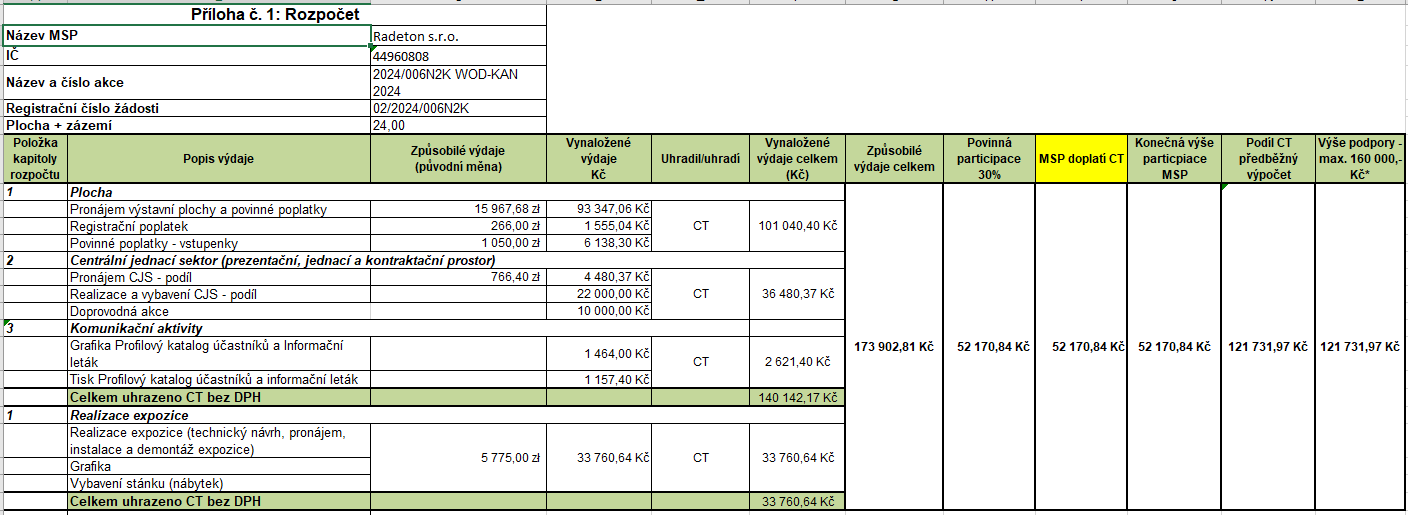 Příloha č. 1: Rozpočet
Název MSP Radeton s.r.o.
IČ 44960808
Název a číslo akce 2024/006N2K WOD-KAN
2024
Registrační číslo žádosti 02/2024/006N2K
Plocha + zázemí 24,00
Položka kapitoly rozpočtu Popis výdaje Způsobilé výdaje (původní měna) Vynaložené výdaje Kč Uhradil/uhradí Vynaložené výdaje celkem (Kč) Způsobilé výdaje celkem Povinná participace 30% MSP doplatí CT Konečná výše particpiace MSP Podíl CT předběžný výpočet Výše podpory - max. 160 000,- Kč*
1 Plocha
Pronájem výstavní plochy a povinné poplatky 15 967,68 zł 93 347,06 Kč
Registrační poplatek 266,00 zł 1 555,04 Kč CT 101 040,40 Kč
Povinné poplatky - vstupenky 1 050,00 zł 6 138,30 Kč
2 Centrální jednací sektor (prezentační, jednací a kontraktační prostor)
Pronájem CJS - podíl 766,40 zł 4 480,37 Kč
Realizace a vybavení CJS - podíl 22 000,00 Kč CT 36 480,37 Kč
Doprovodná akce 10 000,00 Kč
3 Komunikační aktivity
Grafika Profilový katalog účastníků a Informační
leták 1 464,00 Kč CT 2 621,40 Kč
173 902,81 Kč 52 170,84 Kč 52 170,84 Kč 52 170,84 Kč 121 731,97 Kč 121 731,97 Kč
Tisk Profilový katalog účastníků a informační leták 1 157,40 Kč
Celkem uhrazeno CT bez DPH 140 142,17 Kč
1 Realizace expozice
Realizace expozice (technický návrh, pronájem,
instalace a demontáž expozice) 5 775,00 zł 33 760,64 Kč CT 33 760,64 Kč
Grafika
Vybavení stánku (nábytek)
Celkem uhrazeno CT bez DPH 33 760,64 Kč